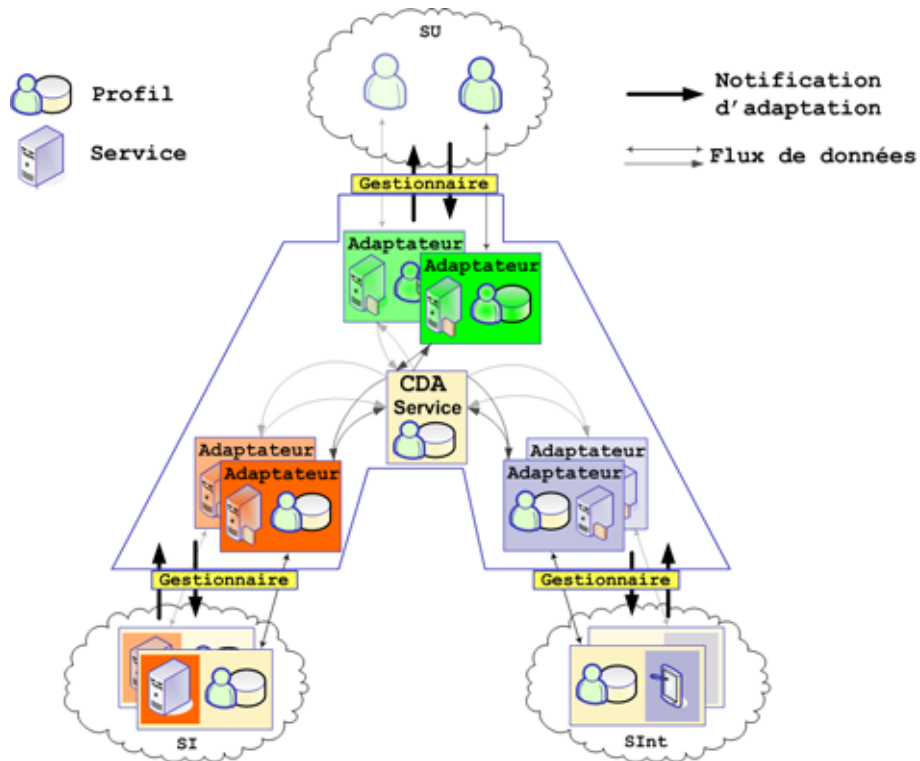 SU
Profil
Service
Notification
d'adaptation
Flux de données
Gestionnaire
Adaptateur
Adaptateur
CDA
Service
Adaptateur
Adaptateur
Adaptateur
Adaptateur
Gestionnaire
Gestionnaire
SI
SInt